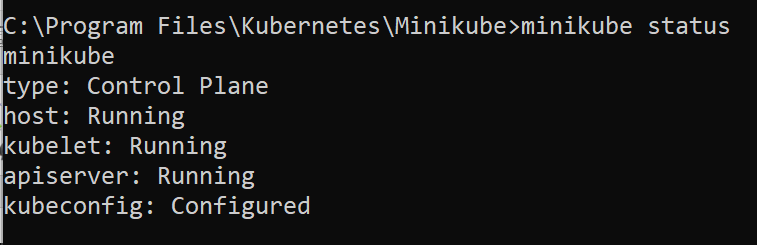 C:\Program Files\Kubernetes\Minikube>minikube status
minikube
type: Control Plane
host: Running
kubelet: Running
apiserver: Running
kubeconfig: Configured